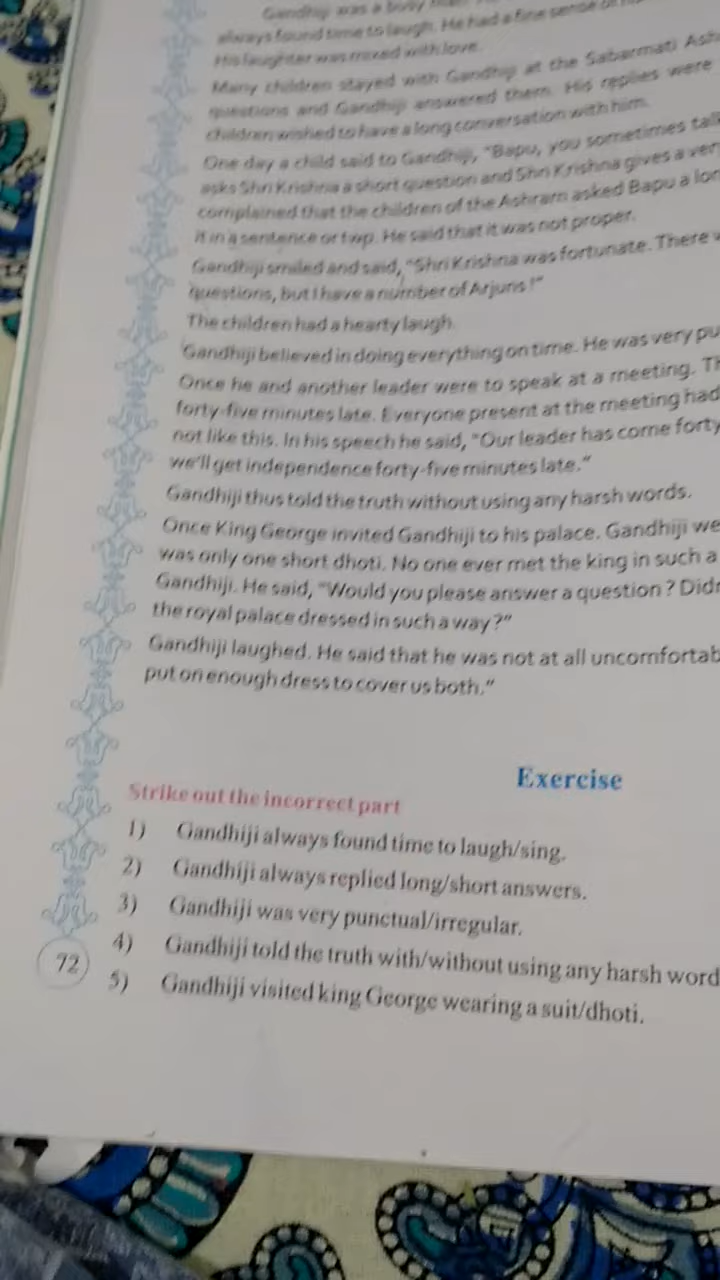 Gandhiji was a busy
always found time to laugh. He had a fine sense of
His laughter was mixed with love.
Many children stayed with Gandhiji at the Sabarmati Ash
questions and Gandhiji answered them. His replies were
children wished to have a long conversation with him.
One day a child said to Gandhiji, "Bapu, you sometimes tal
asks Shri Krishna a short question and Shri Krishna gives a ver
complained that the children of the Ashram asked Bapu a lon
it in a sentence or two. He said that it was not proper.
Gandhiji smiled and said, "Shri Krishna was fortunate. There
questions, but I have a number of Arjuns !"
The children had a hearty laugh.
Gandhiji believed in doing everything on time. He was very pu
Once he and another leader were to speak at a meeting. Th
forty-five minutes late. Everyone present at the meeting had
not like this. In his speech he said, "Our leader has come forty
we'll get independence forty-five minutes late."
Gandhiji thus told the truth without using any harsh words.
Once King George invited Gandhiji to his palace. Gandhiji we
was only one short dhoti. No one ever met the king in such a
Gandhiji. He said, "Would you please answer a question ? Didn
the royal palace dressed in such a way ?"
Gandhiji laughed. He said that he was not at all uncomfortab
put on enough dress to cover us both."
Exercise
Strike out the incorrect part
1) Gandhiji always found time to laugh/sing.
2) Gandhiji always replied long/short answers.
3) Gandhiji was very punctual/irregular.
4) Gandhiji told the truth with/without using any harsh word
5) Gandhiji visited king George wearing a suit/dhoti.
72